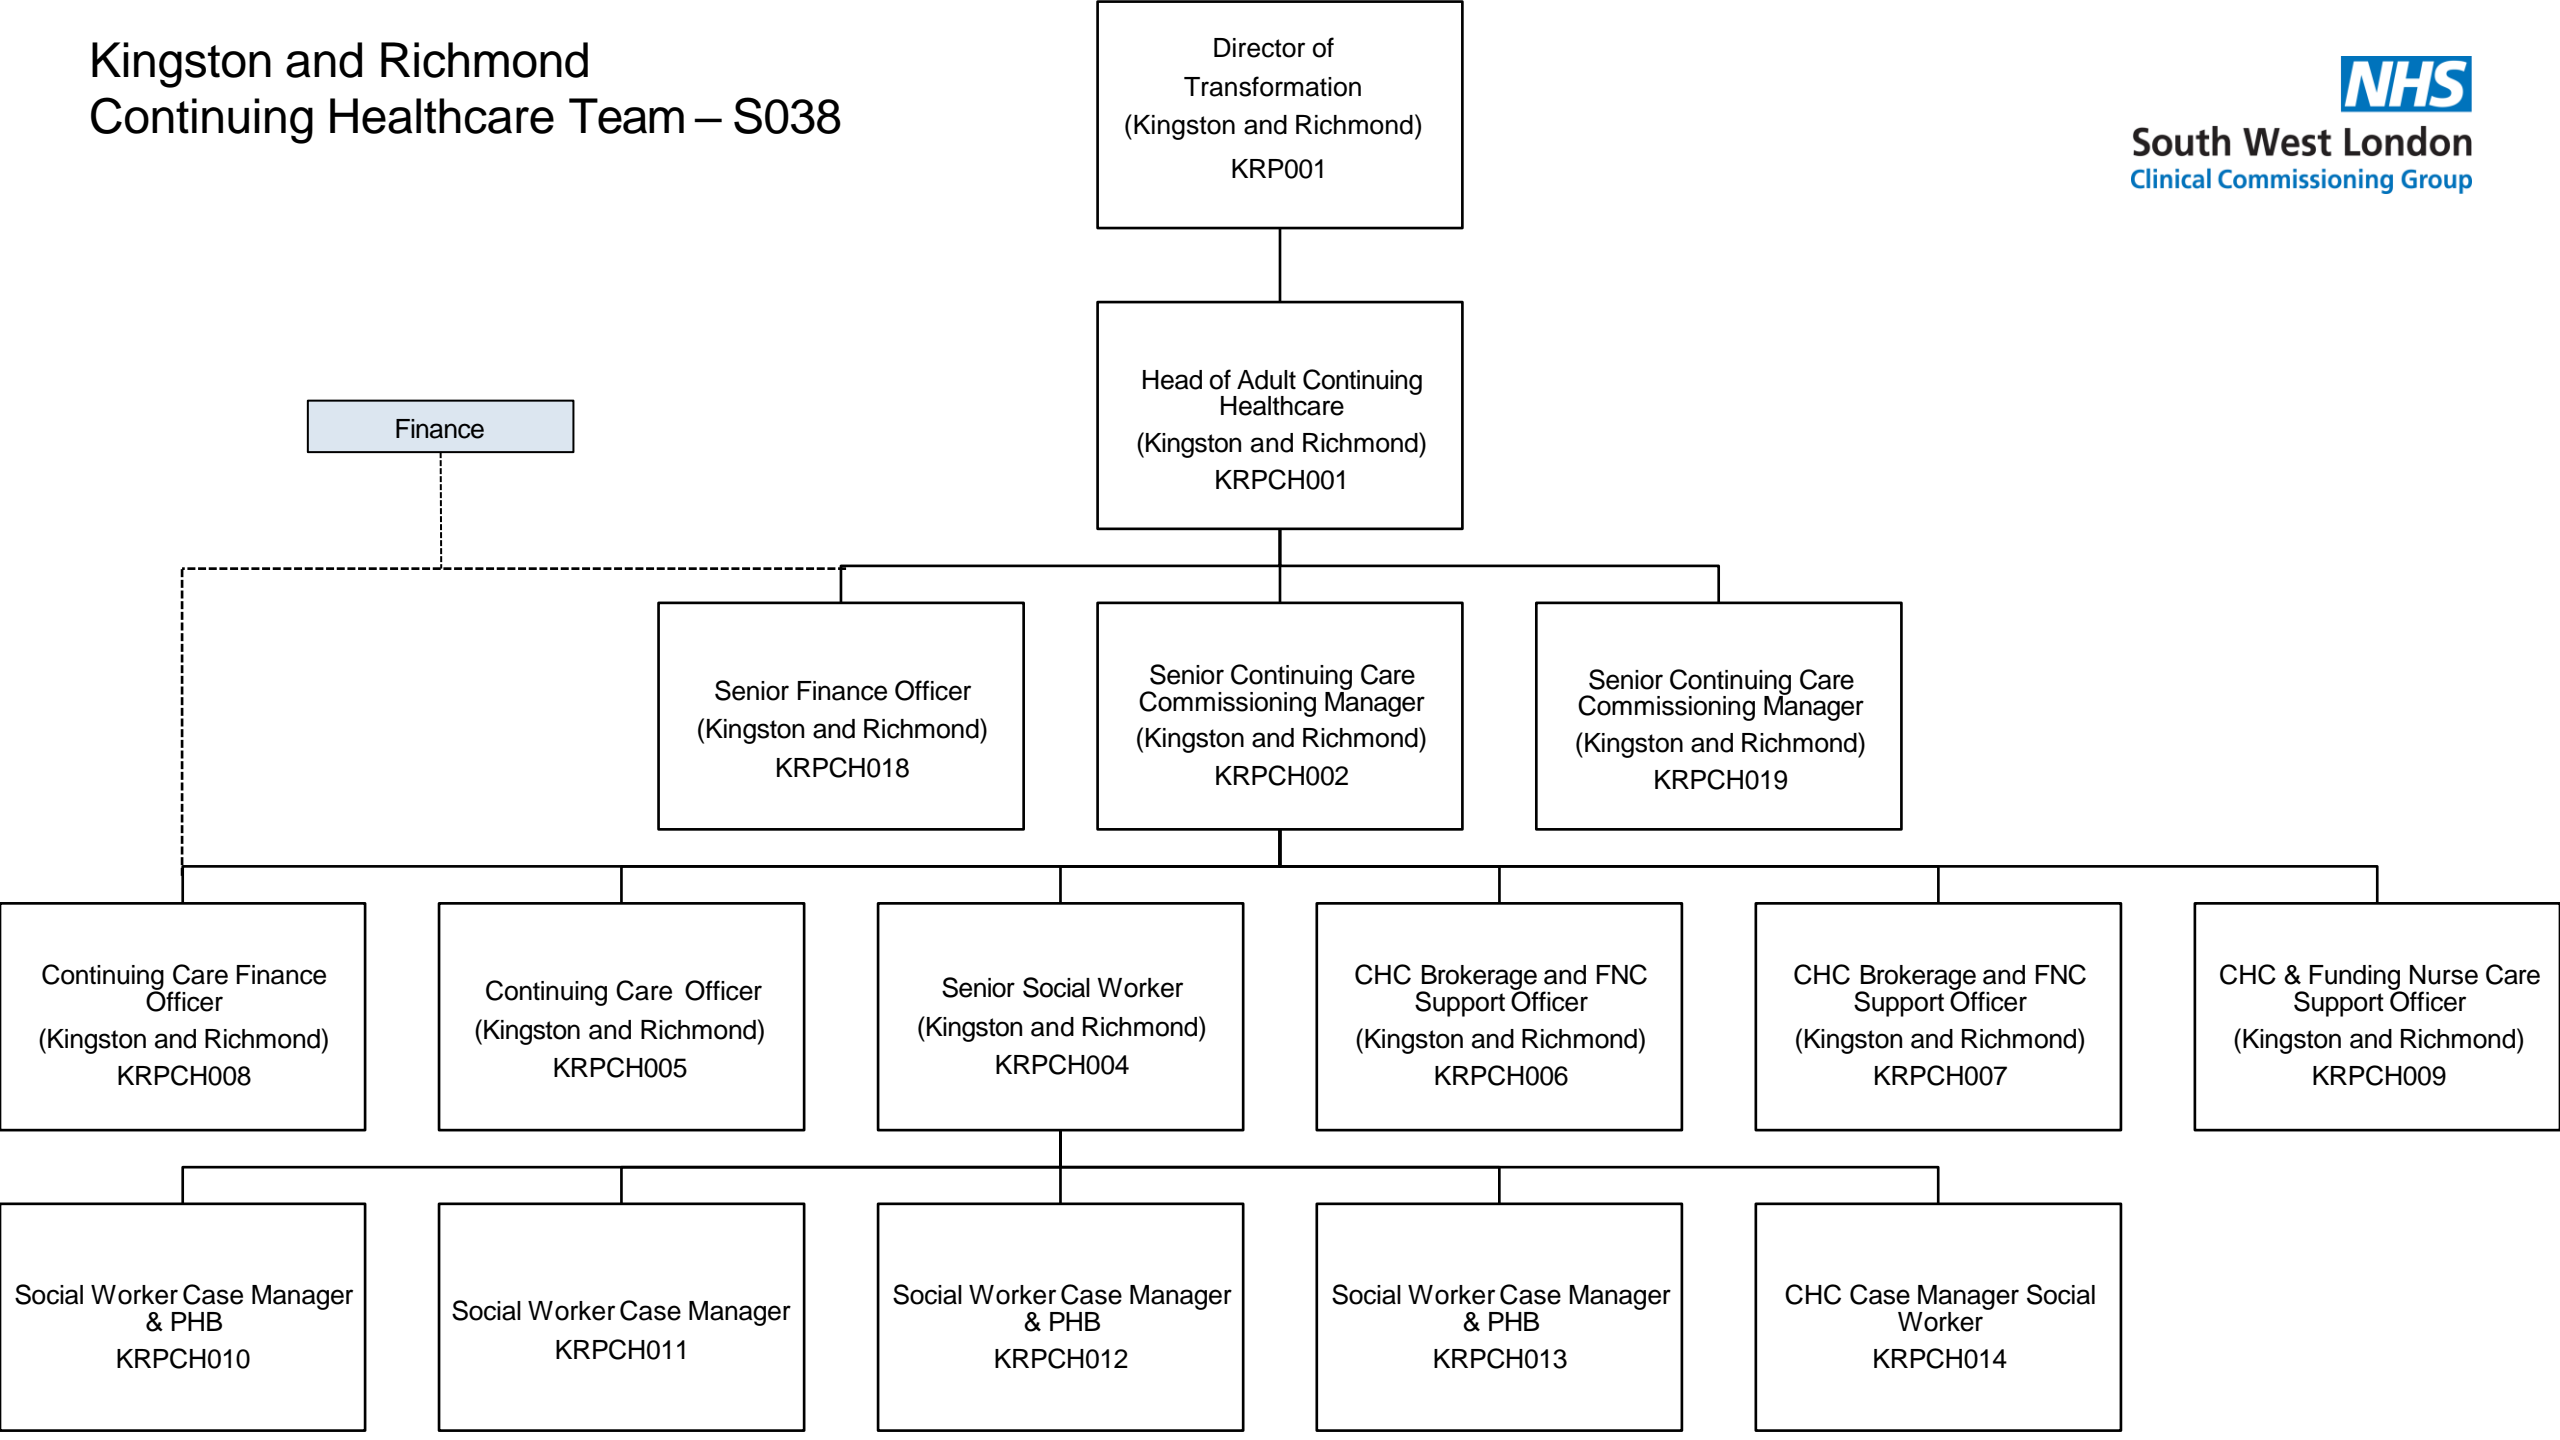 Kingston and Richmond
Continuing Healthcare Team – S038
Director of
Transformation
(Kingston and Richmond)
KRP001
NHS
South West London
Clinical Commissioning Group
Head of Adult Continuing
Healthcare
(Kingston and Richmond)
KRPCH001
Finance
Senior Finance Officer
(Kingston and Richmond)
KRPCH018
Senior Continuing Care
Commissioning Manager
(Kingston and Richmond)
KRPCH002
Senior Continuing Care
Commissioning Manager
(Kingston and Richmond)
KRPCH019
Continuing Care Finance
Officer
(Kingston and Richmond)
KRPCH008
Continuing Care Officer
(Kingston and Richmond)
KRPCH005
Senior Social Worker
(Kingston and Richmond)
KRPCH004
CHC Brokerage and FNC
Support Officer
(Kingston and Richmond)
KRPCH006
CHC Brokerage and FNC
Support Officer
(Kingston and Richmond)
KRPCH007
CHC & Funding Nurse Care
Support Officer
(Kingston and Richmond)
KRPCH009
Social Worker Case Manager
& PHB
KRPCH010
Social Worker Case Manager
KRPCH011
Social Worker Case Manager
& PHB
KRPCH012
Social Worker Case Manager
& PHB
KRPCH013
CHC Case Manager Social
Worker
KRPCH014